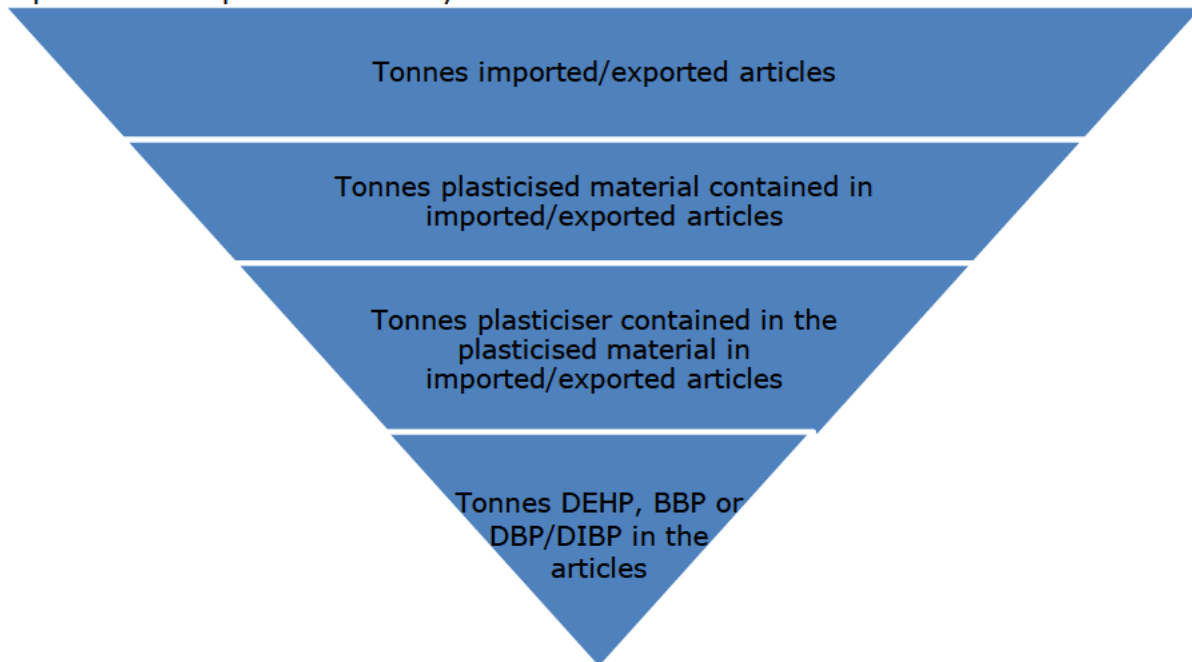 Tonnes imported/exported articles
Tonnes plasticised material contained in
imported/exported articles
Tonnes plasticiser contained in the
plasticised material in
imported/exported articles
Tonnes DEHP, BBP or
DBP/DIBP in the
articles